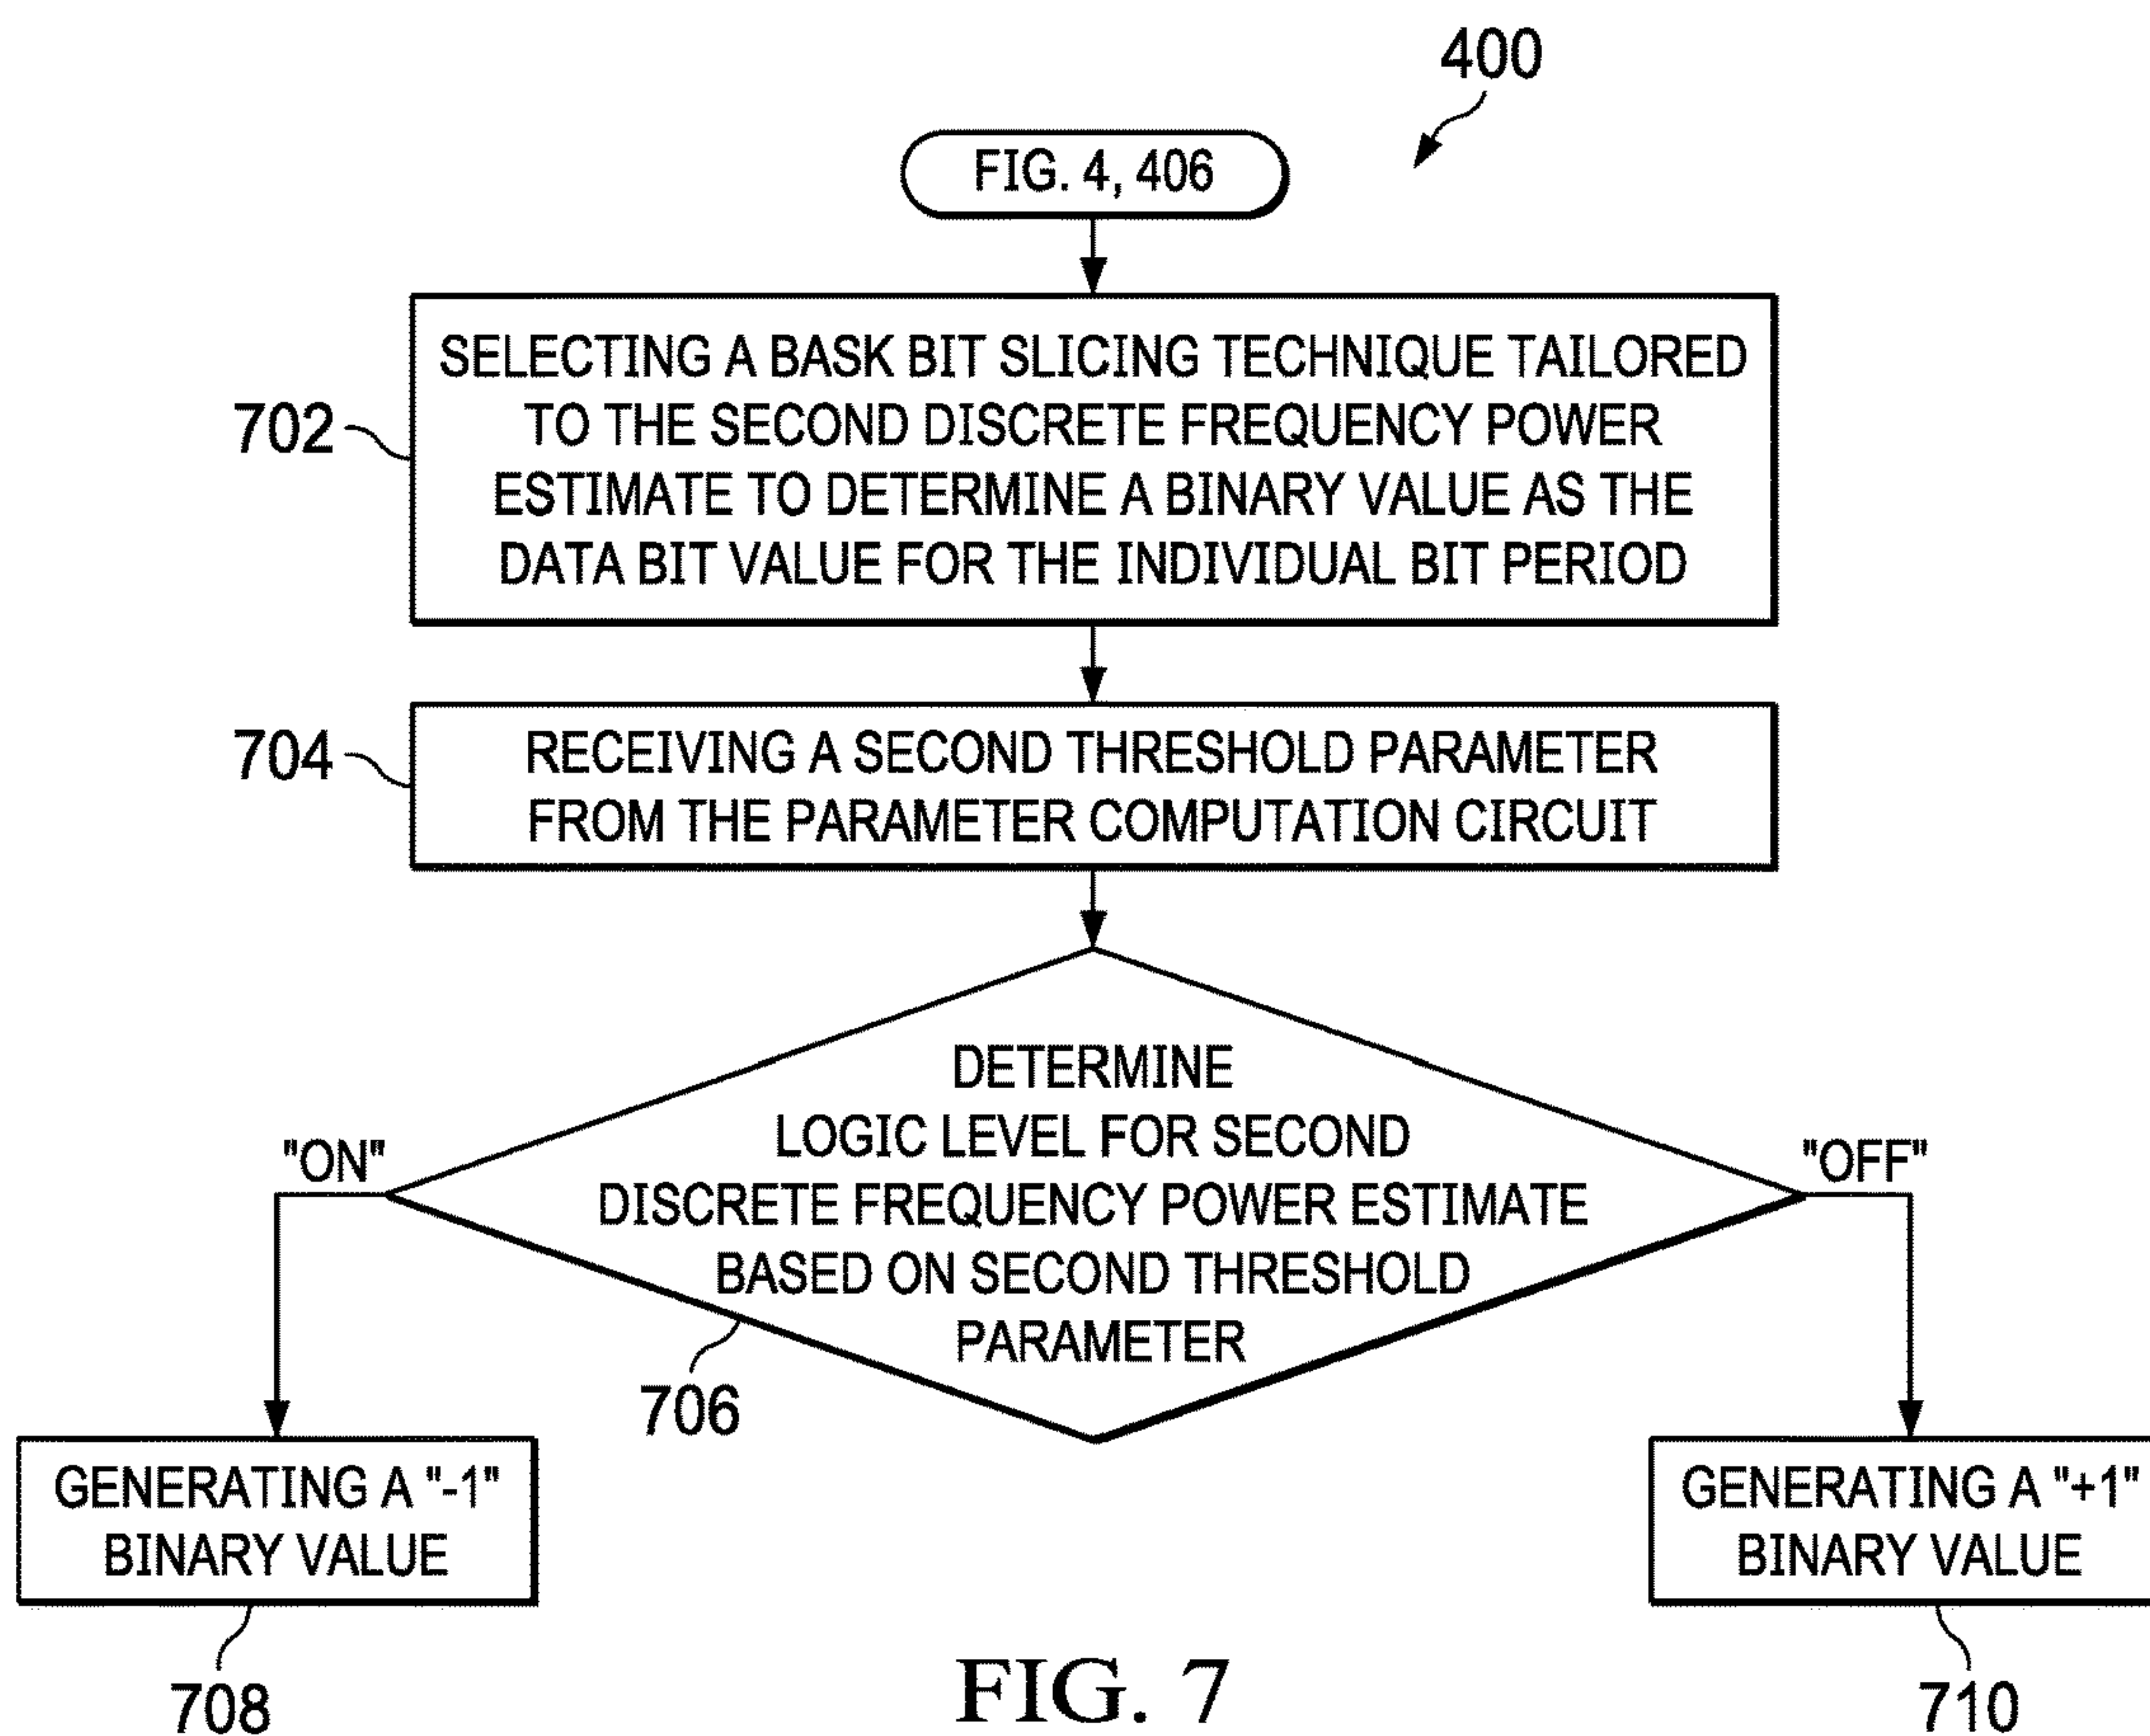 400
FIG. 4, 406
SELECTING A BASK BIT SLICING TECHNIQUE TAILORED
TO THE SECOND DISCRETE FREQUENCY POWER
ESTIMATE TO DETERMINE A BINARY VALUE AS THE
DATA BIT VALUE FOR THE INDIVIDUAL BIT PERIOD
702
RECEIVING A SECOND THRESHOLD PARAMETER
FROM THE PARAMETER COMPUTATION CIRCUIT
704
DETERMINE
LOGIC LEVEL FOR SECOND
DISCRETE FREQUENCY POWER ESTIMATE
BASED ON SECOND THRESHOLD
PARAMETER
706
"ON"
"OFF"
GENERATING A "-1"
BINARY VALUE
708
GENERATING A "+1"
BINARY VALUE
710
FIG. 7